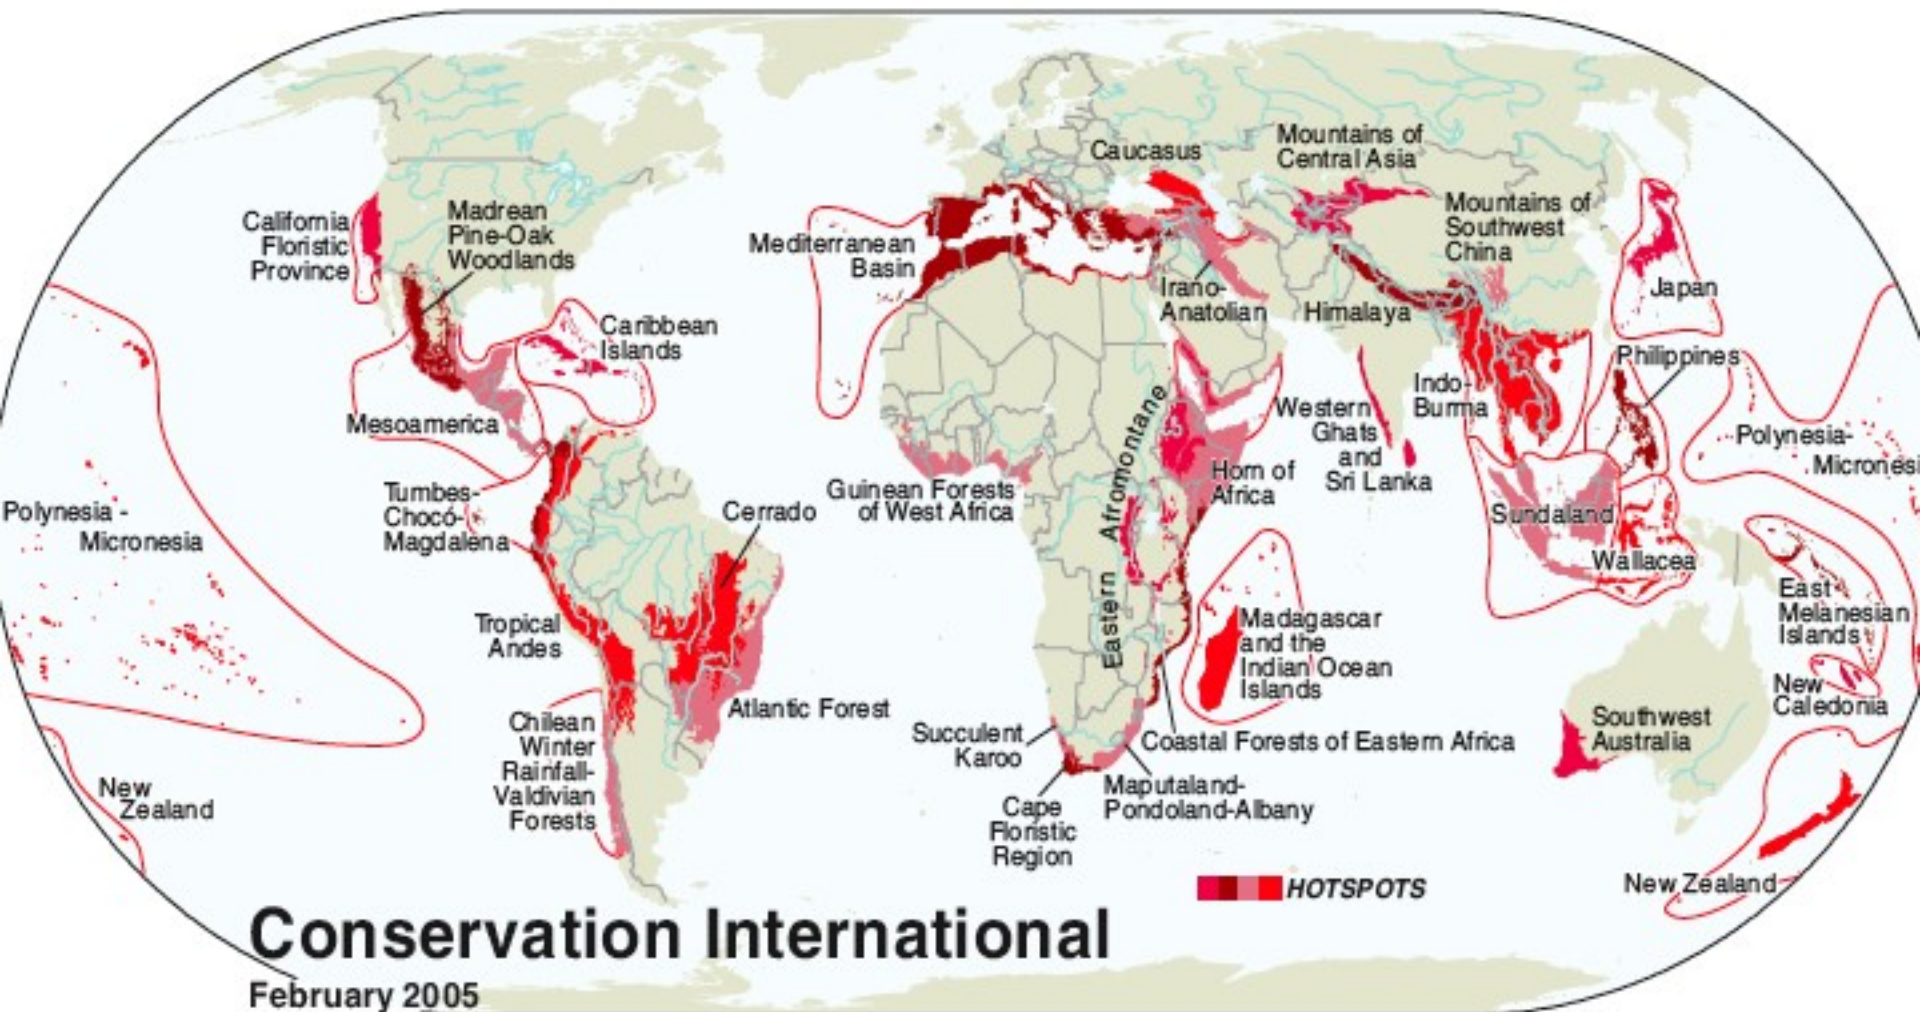 Caucasus
Mountains of
Central Asia
California
Floristic
Province
Madrean
Pine-Oak
Woodlands
Mediterranean
Basin
Mountains of
Southwest
China
Irano-
Anatolian
Himalaya
Japan
Caribbean
Islands
Philippines
Mesoamerica
Indo-
Burma
Western
Ghats
and
Sri Lanka
Polynesia-
Micronesi
Horn of
Africa
Guinean Forests
of West Africa
Eastern Afromontane
Tumbes-
Chocó-
Magdalena
Cerrado
Polynesia -
Micronesia
Sundaland
Wallacea
East
Melanesian
Islands
Tropical
Andes
Madagascar
and the
Indian Ocean
Islands
New
Caledonia
Atlantic Forest
Southwest
Australia
Chilean
Winter
Rainfall-
Valdivian
Forests
Succulent
Karoo
Coastal Forests of Eastern Africa
Maputaland-
Pondoland-Albany
Cape
Floristic
Region
New
Zealand
New Zealand
HOTSPOTS
Conservation International
February 2005